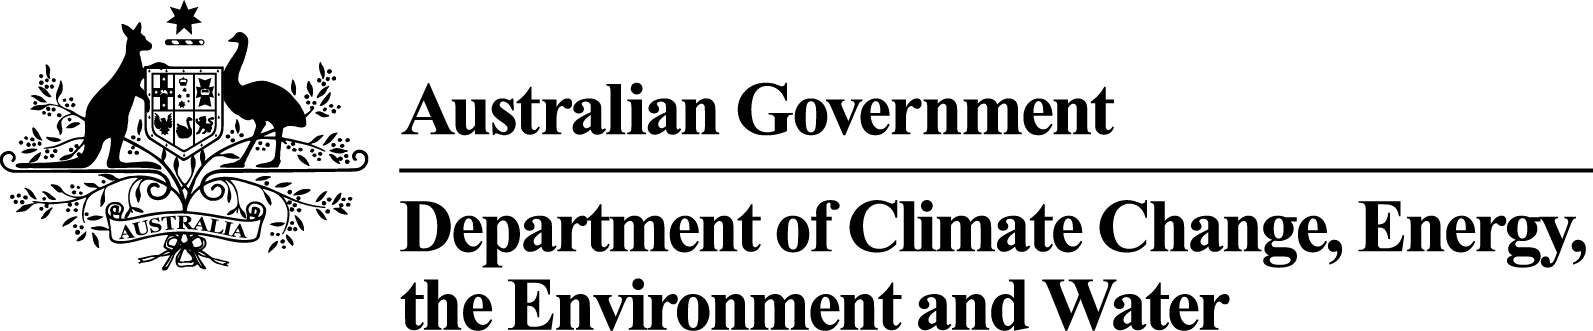 AUSTRALIA
Australian Government
Department of Climate Change, Energy,
the Environment and Water